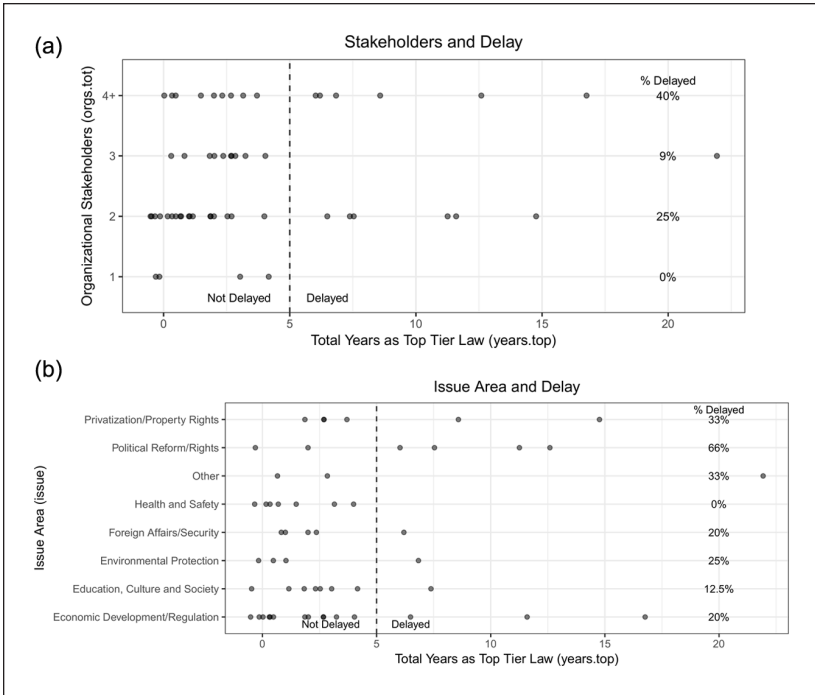 (a)
Stakeholders and Delay
Organizational Stakeholders (orgs.tot)
% Delayed
4+ 40%
3 9%
2 25%
1 0%
Not Delayed Delayed
0 5 10 15 20
Total Years as Top Tier Law (years.top)
(b)
Issue Area and Delay
Issue Area (issue)
% Delayed
Privatization/Property Rights 33%
Political Reform/Rights 66%
Other 33%
Health and Safety 0%
Foreign Affairs/Security 20%
Environmental Protection 25%
Education, Culture and Society 12.5%
Economic Development/Regulation 20%
Not Delayed Delayed
0 5 10 15 20
Total Years as Top Tier Law (years.top)